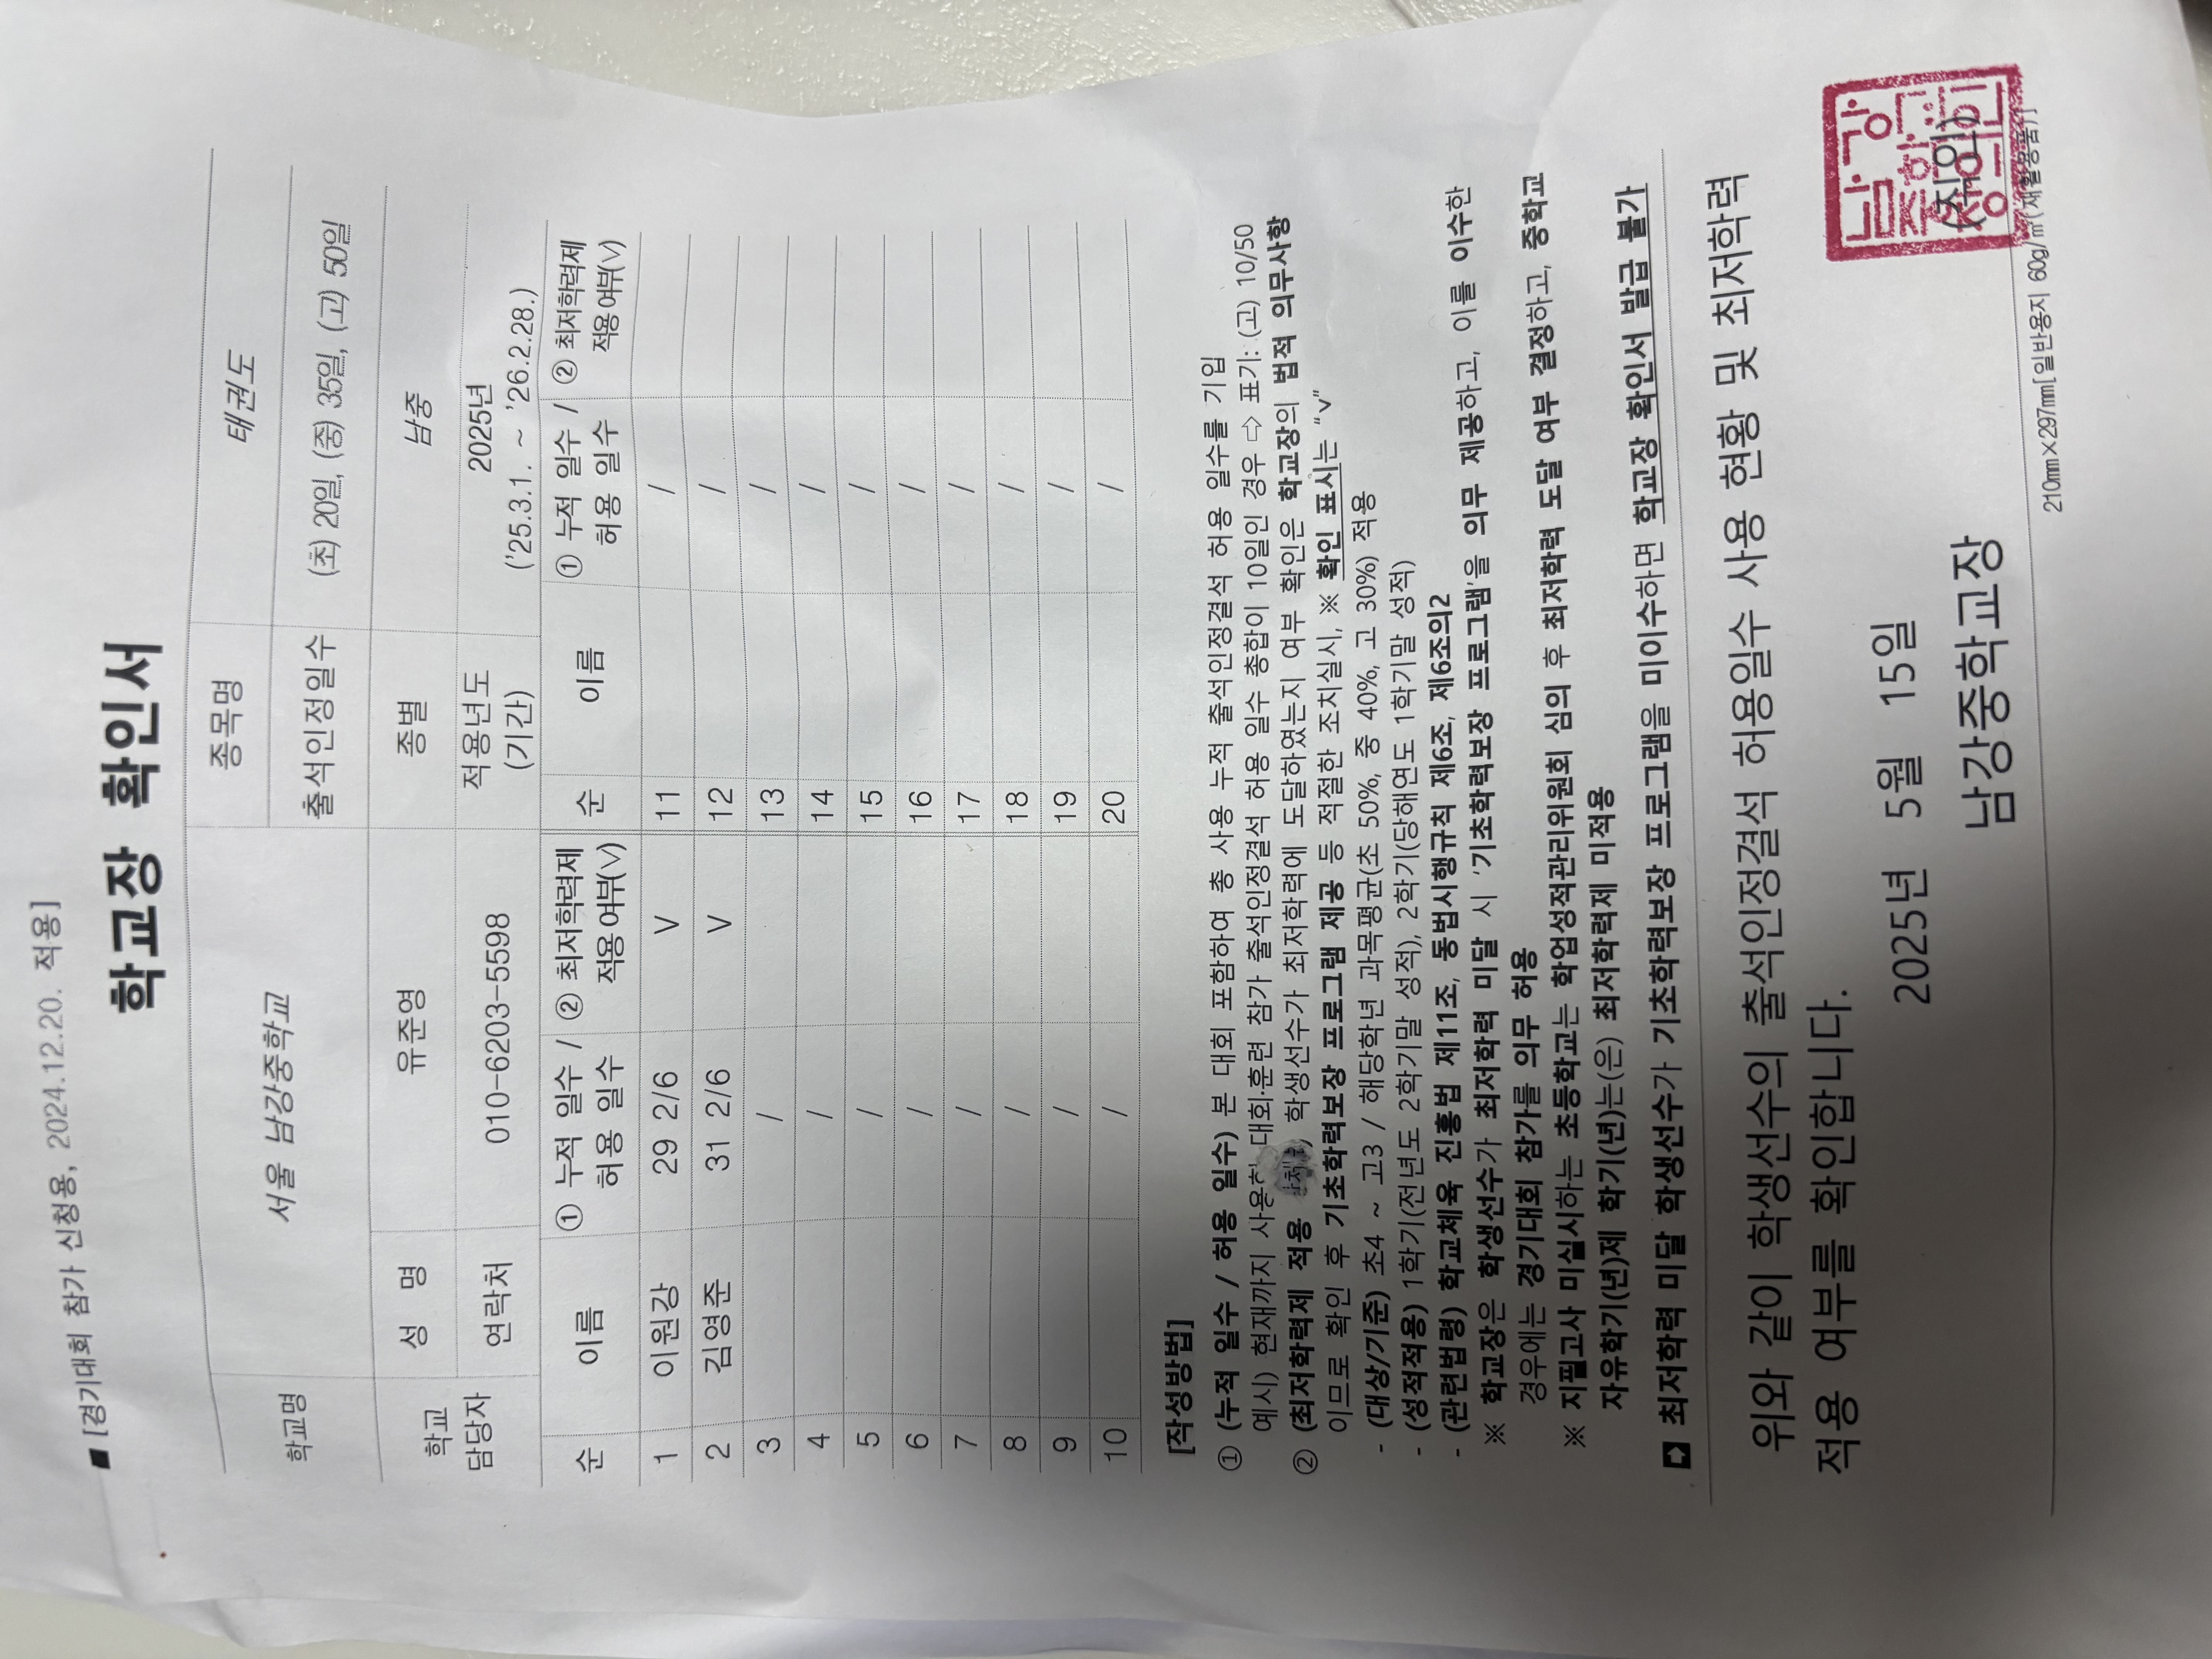 ■ [경기대회 참가 신청용, 2024.12.20. 적용]
학교장 확인서
학교명 서울 남강중학교 종목명 태권도
출석인정일수 (초) 20일, (중) 35일, (고) 50일
학교 담당자 성 명 유준영 종별 남중
연락처 010-6203-5598 적용년도 (기간) 2025년 ('25.3.1. ~ '26.2.28.)
순 이름 ① 누적 일수 / 허용 일수 ② 최저학력제 적용 여부(V) 순 이름 ① 누적 일수 / 허용 일수 ② 최저학력제 적용 여부(V)
1 이원강 29 2/6 V 11 /
2 김영준 31 2/6 V 12 /
3 / 13 /
4 / 14 /
5 / 15 /
6 / 16 /
7 / 17 /
8 / 18 /
9 / 19 /
10 / 20 /
[작성방법]
① (누적 일수 / 허용 일수) 본 대회 포함하여 총 사용 누적 출석인정결석 허용 일수를 기입
예시) 현재까지 사용한 대회·훈련 참가 출석인정결석 허용 일수 총합이 10일인 경우 ⇨ 표기: (고) 10/50
② (최저학력제 적용 학생선수가 최저학력에 도달하였는지 여부 확인은 학교장의 법적 의무사항
이므로 확인 후 기초학력보장 프로그램 제공 등 적절한 조치실시, ※ 확인 표시는 “v”
- (대상/기준) 초4 ~ 고3 / 해당학년 과목평균(초 50%, 중 40%, 고 30%) 적용
- (성적적용) 1학기(전년도 2학기말 성적), 2학기(당해연도 1학기말 성적)
- (관련법령) 학교체육 진흥법 제11조, 동법시행규칙 제6조, 제6조의2
※ 학교장은 학생선수가 최저학력 미달 시 '기초학력보장 프로그램'을 의무 제공하고, 이를 이수한
경우에는 경기대회 참가를 의무 허용
※ 지필고사 미실시하는 초등학교는 학업성적관리위원회 심의 후 최저학력 도달 여부 결정하고, 중학교
자유학기(년)제 학기(년)는(은) 최저학력제 미적용
➡ 최저학력 미달 학생선수가 기초학력보장 프로그램을 미이수하면 학교장 확인서 발급 불가
위와 같이 학생선수의 출석인정결석 허용일수 사용 현황 및 최저학력
적용 여부를 확인합니다.
2025년 5월 15일
남강중학교장 (직인)
210㎜×297㎜[일반용지 60g/㎡(재활용품)]